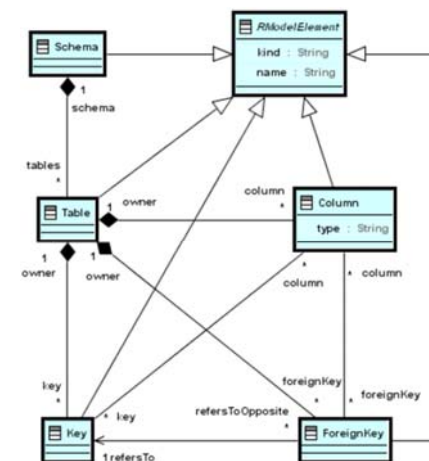 RModelElement
Schema
kind : String
name : String
1
schema
tables
*
owner
column
*
Table
1
Column
type : String
1
owner
1
owner
*
column
*
column
key
*
foreignKey
*
foreignKey
*
*
key
refersToOpposite
*
Key
ForeignKey
1 refersTo